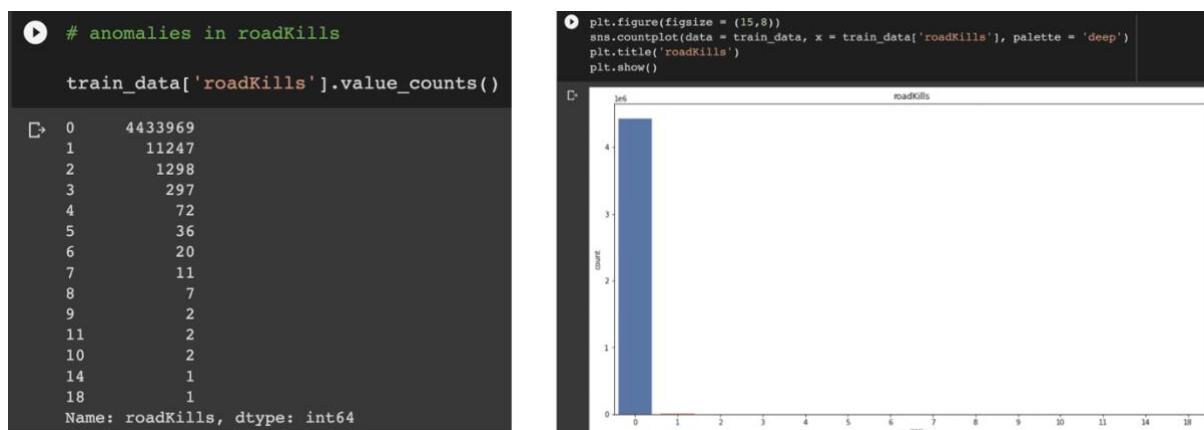 # anomalies in roadKills
train_data['roadKills'].value_counts()
0 4433969
1 11247
2 1298
3 297
4 72
5 36
6 20
7 11
8 7
9 2
11 2
10 2
14 1
18 1
Name: roadKills, dtype: int64
plt.figure(figsize = (15,8))
sns.countplot(data = train_data, x = train_data['roadKills'], palette = 'deep')
plt.title('roadKills')
plt.show()
1e6
roadKills
4
3
count
2
1
0
0 1 2 3 4 5 6 7 8 9 10 11 14 18